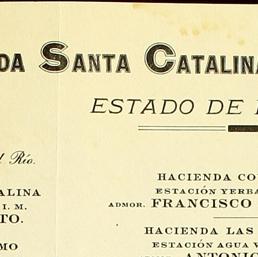 DA SANTA CATALINA
ESTADO DE
Río.
ALINA
I. M.
TO.
MO
HACIENDA CO
ESTACIÓN YERBA
ADMOR. FRANCISCO
HACIENDA LAS
ESTACIÓN AGUA
ANTONIO